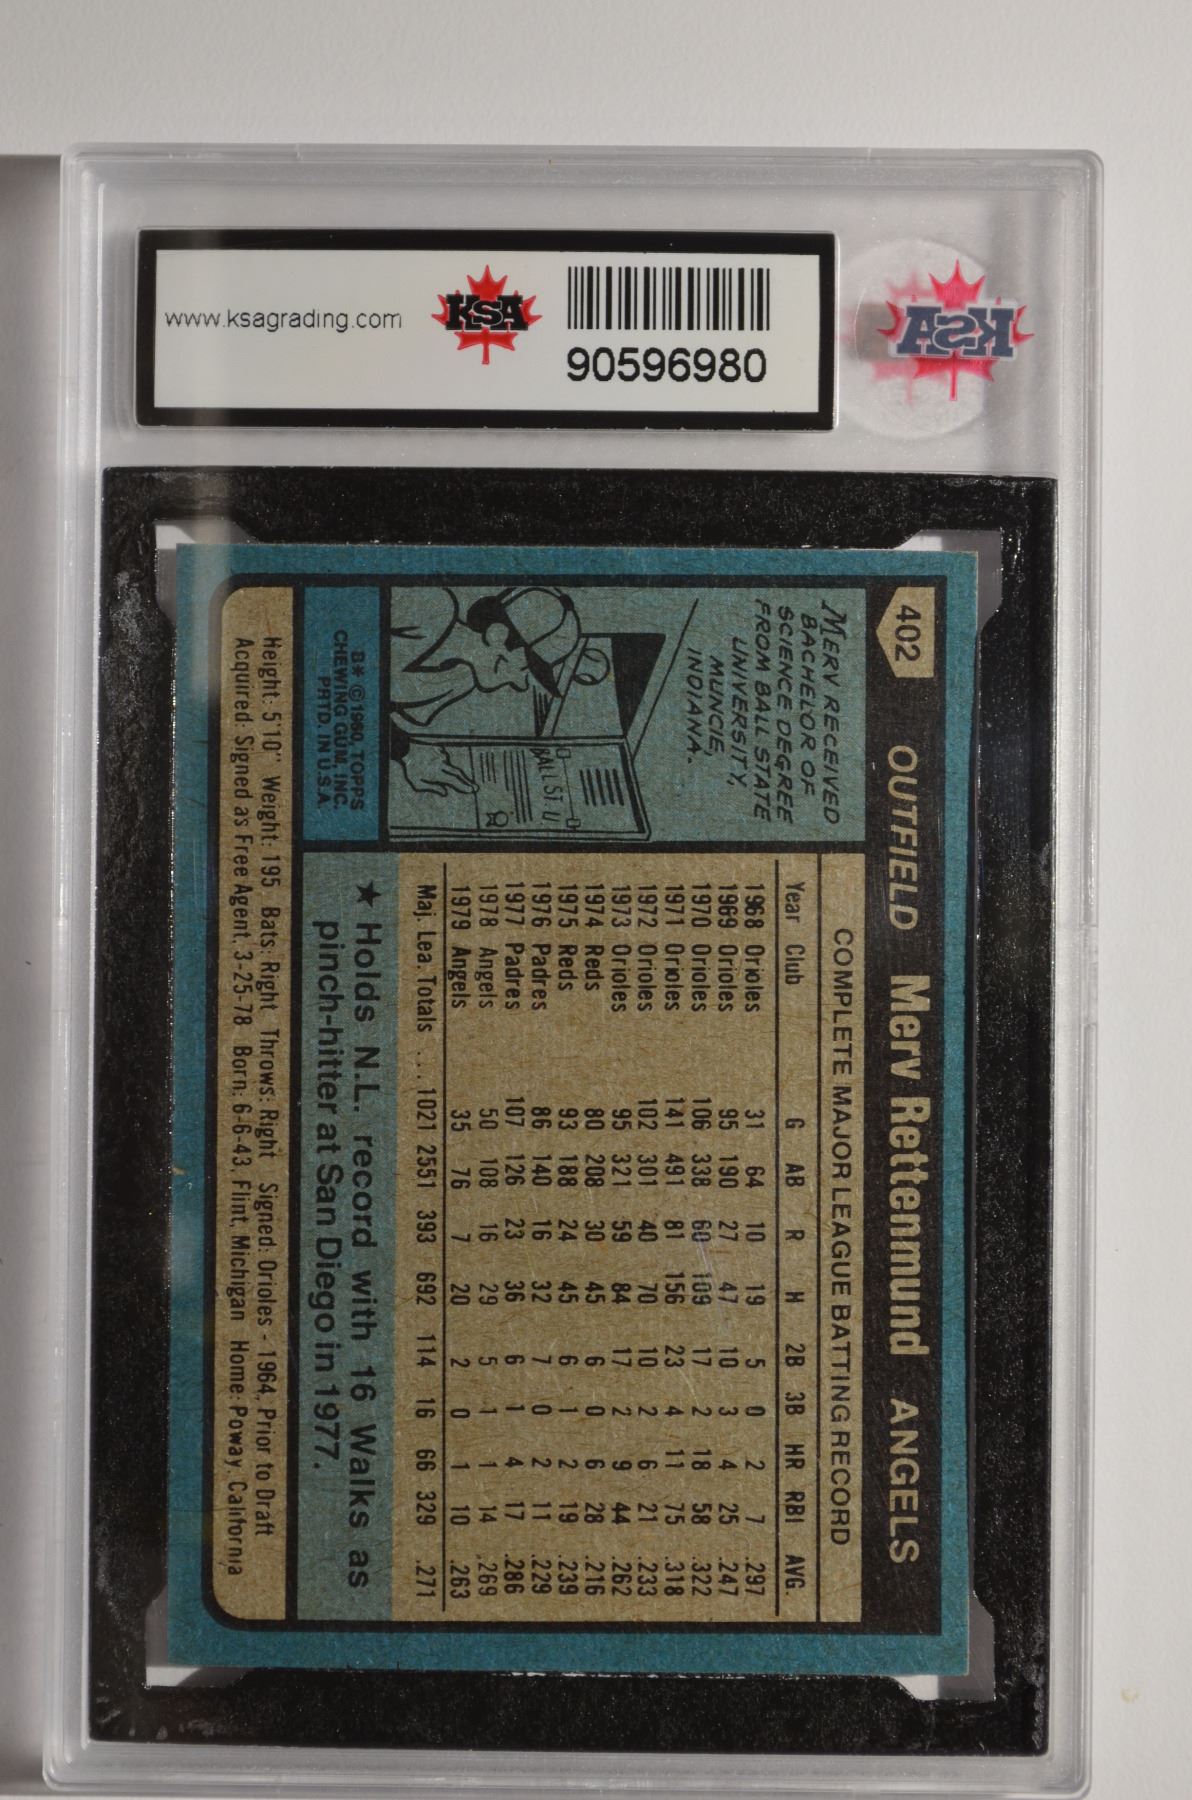 www.ksagrading.com
KSA
90596980
KSA
402
OUTFIELD Merv Rettenmund ANGELS
MERV RECEIVED
BACHELOR OF
SCIENCE DEGREE
FROM BALL STATE
UNIVERSITY,
MUNCIE,
INDIANA.
BALL ST. U
B* ©1980 TOPPS
CHEWING GUM, INC.
PRTD. IN U.S.A.
COMPLETE MAJOR LEAGUE BATTING RECORD
Year Club G AB R H 2B 3B HR RBI AVG.
1968 Orioles 31 64 10 19 5 0 2 7 .297
1969 Orioles 95 190 27 47 10 3 4 25 .247
1970 Orioles 106 338 60 109 17 2 18 58 .322
1971 Orioles 141 491 81 156 23 4 11 75 .318
1972 Orioles 102 301 40 70 10 2 6 21 .233
1973 Orioles 95 321 59 84 17 2 9 44 .262
1974 Reds 80 208 30 45 6 0 6 28 .216
1975 Reds 93 188 24 45 6 1 2 19 .239
1976 Padres 86 140 16 32 7 0 2 11 .229
1977 Padres 107 126 23 36 6 1 4 17 .286
1978 Angels 50 108 16 29 5 1 1 14 .269
1979 Angels 35 76 7 20 2 0 1 10 .263
Maj. Lea. Totals ... 1021 2551 393 692 114 16 66 329 .271
★ Holds N.L. record with 16 Walks as
pinch-hitter at San Diego in 1977.
Height: 5'10" Weight: 195 Bats: Right Throws: Right Signed: Orioles - 1964, Prior to Draft
Acquired: Signed as Free Agent, 3-25-78 Born: 6-6-43, Flint, Michigan Home: Poway, California